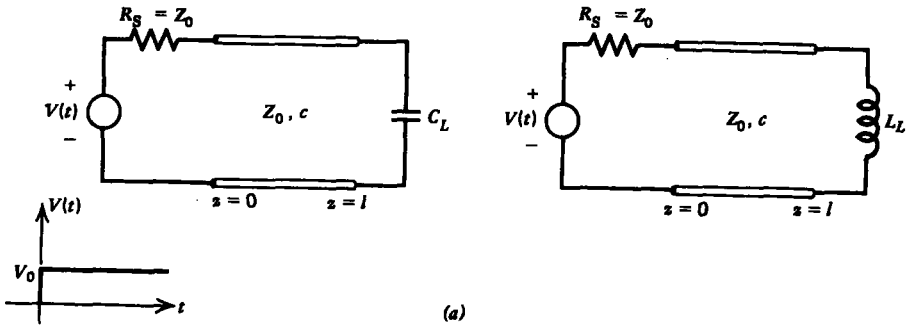 R_S = Z_0
+
V(t)
−
Z_0, c
C_L
z = 0
z = l
R_S = Z_0
+
V(t)
−
Z_0, c
L_L
z = 0
z = l
V(t)
V_0
t
(a)